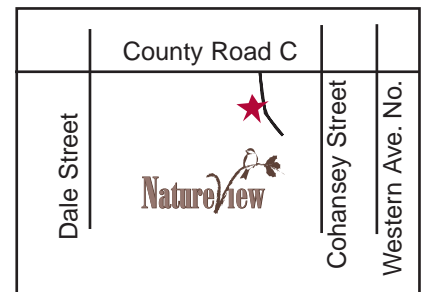 County Road C
Dale Street
NatureView
Cohansey Street
Western Ave. No.